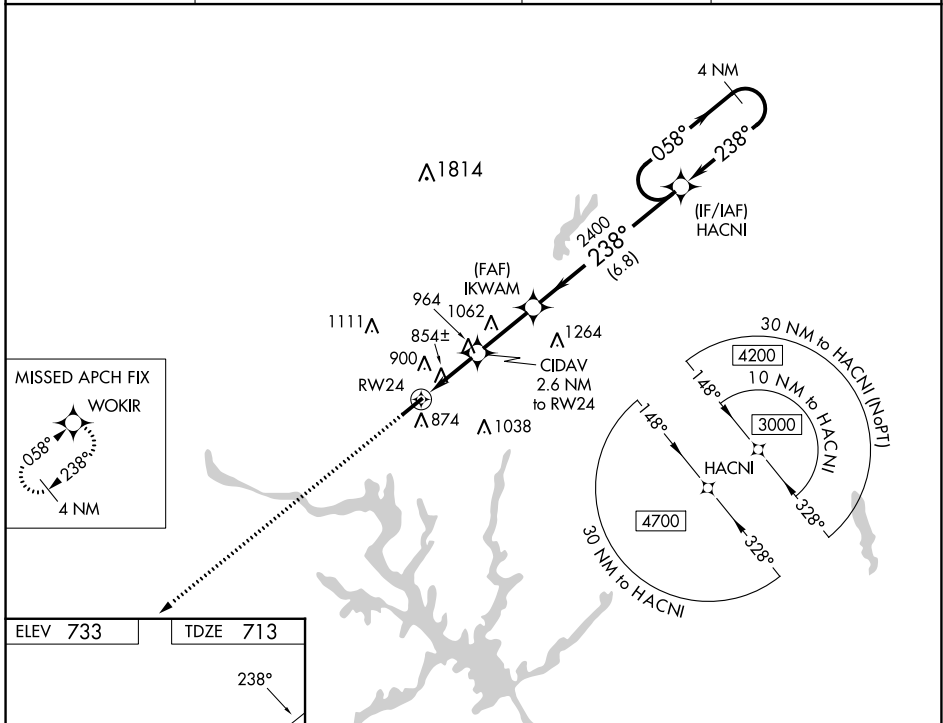 4 NM
058°
238°
1814
(IF/IAF)
HACNI
2400
238°
(6.8)
(FAF)
IKWAM
964
1062
1111
854±
1264
900
CIDAV
2.6 NM
to RW24
RW24
874
1038
MISSED APCH FIX
WOKIR
058°
238°
4 NM
30 NM to HACNI (NoPT)
4200
10 NM to HACNI
3000
148°
148°
HACNI
328°
328°
4700
30 NM to HACNI
ELEV 733
TDZE 713
238°